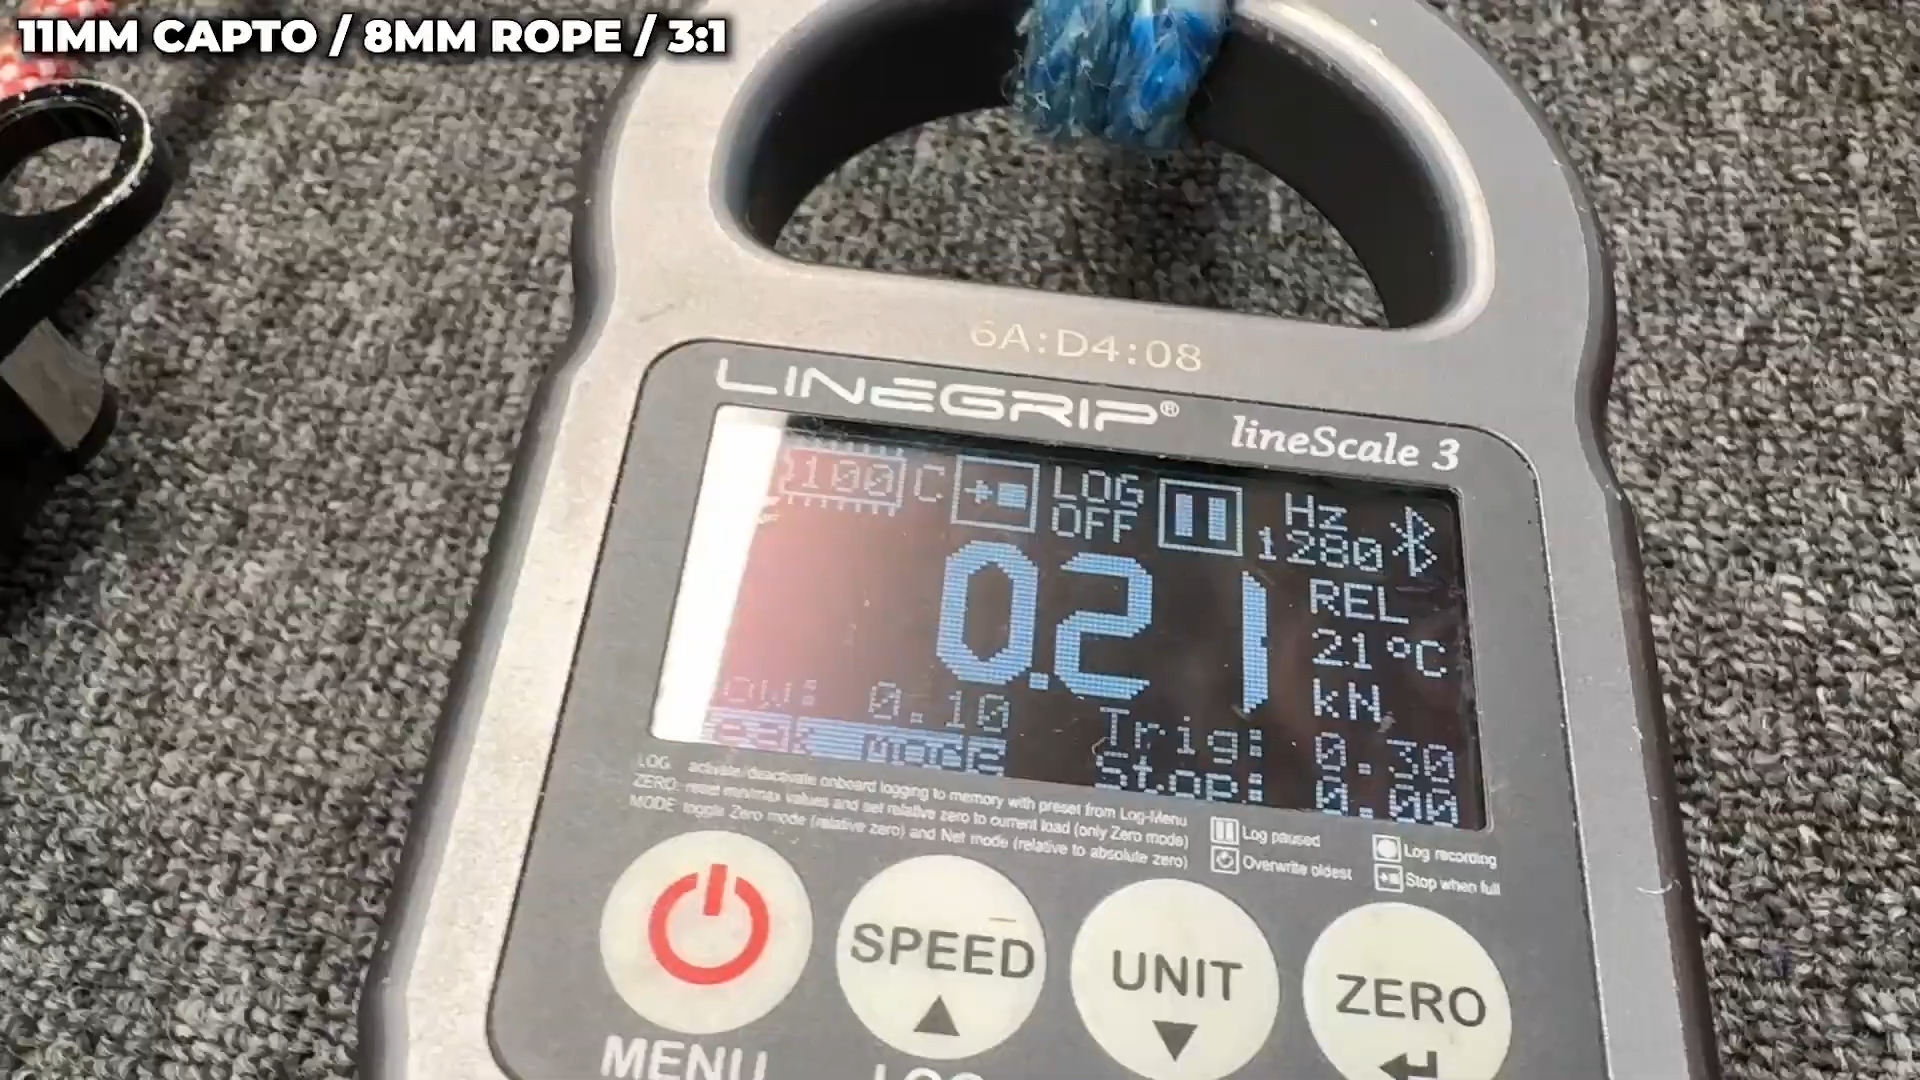 11MM CAPTO / 8MM ROPE / 3:1
6A:D4:08
LINEGRIP®
lineScale 3
100 C
LOG OFF
Hz 1280
0.21
REL
21°C
kN
0.10
Trig: 0.30
mode
Stop: 0.00
LOG: activate/deactivate onboard logging to memory with preset from Log-Menu
ZERO: reset min/max values and set relative zero to current load (only Zero mode)
MODE: toggle Zero mode (relative zero) and Net mode (relative to absolute zero)
Log paused
Log recording
Overwrite oldest
Stop when full
SPEED
UNIT
ZERO
MENU
LOG